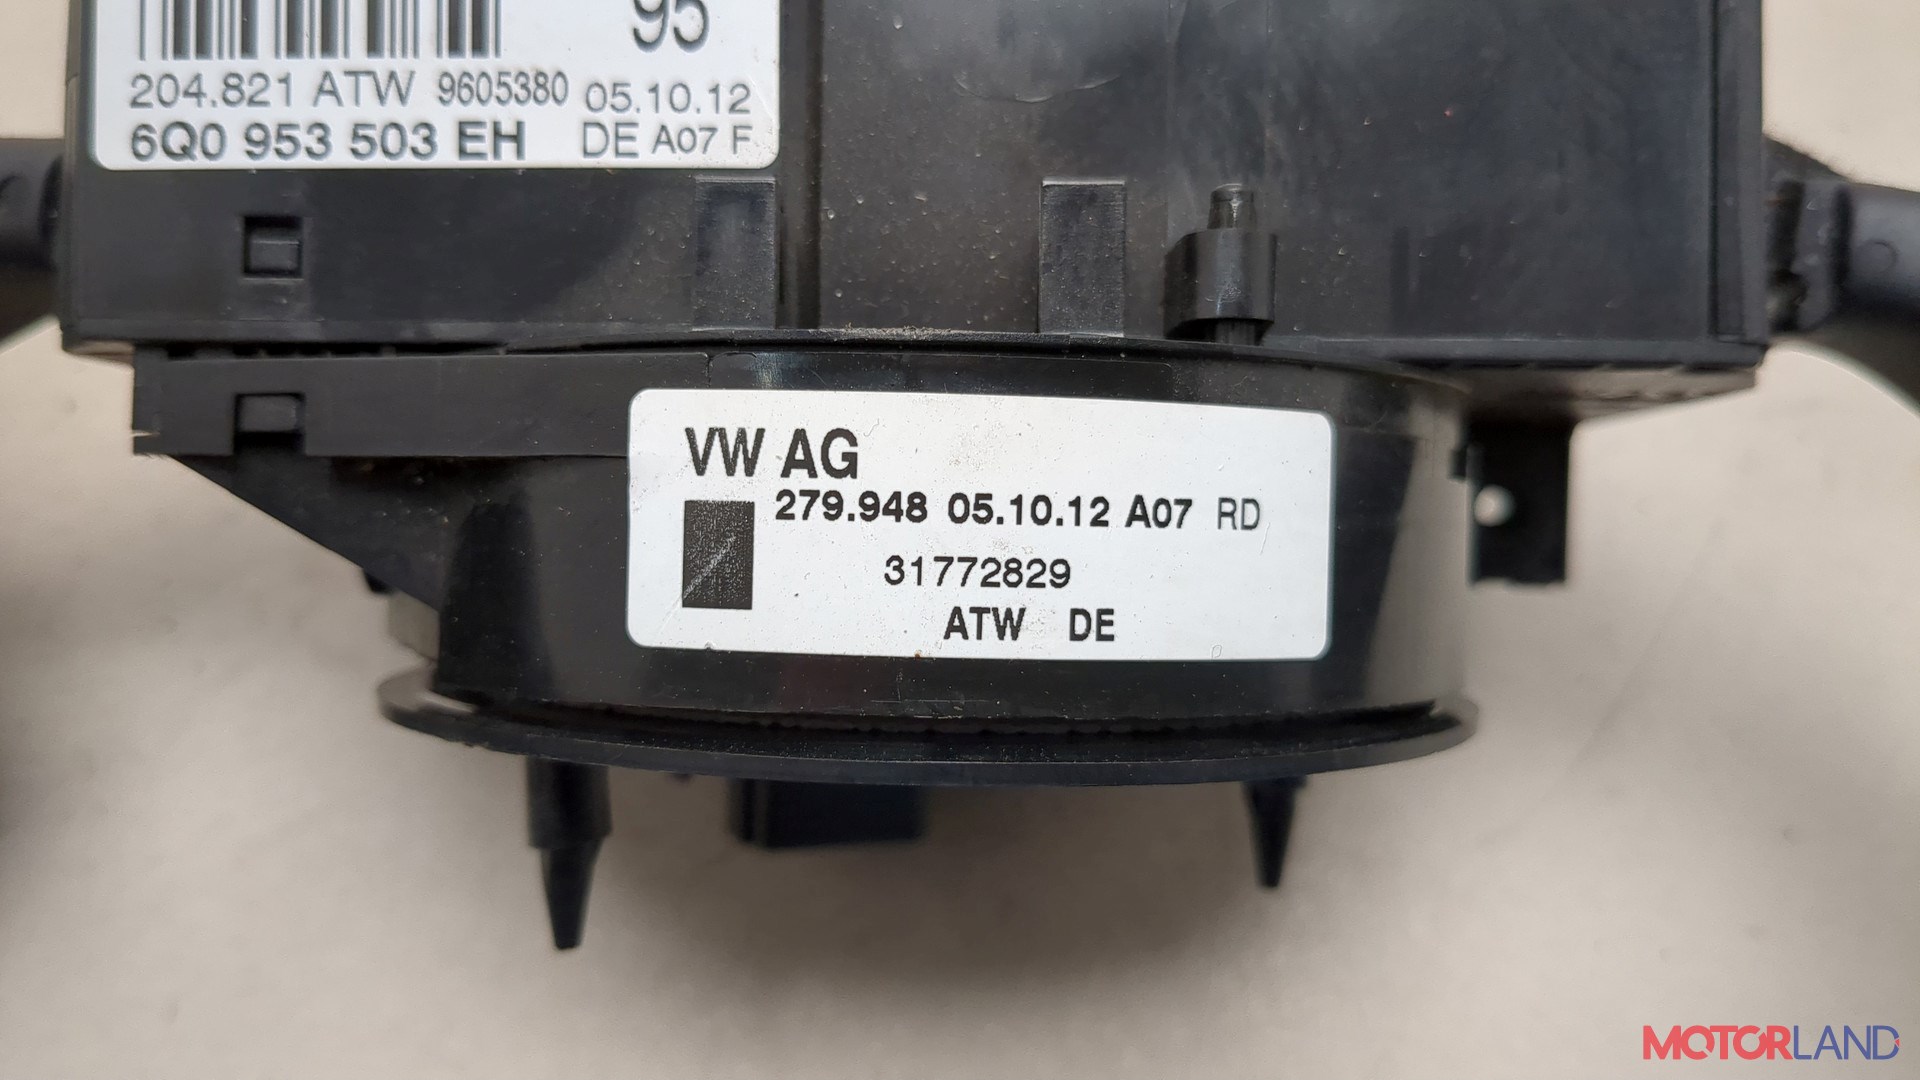 95
204.821 ATW 9605380 05.10.12
6Q0 953 503 EH DE A07 F
VW AG
279.948 05.10.12 A07 RD
31772829
ATW DE
MOTORLAND